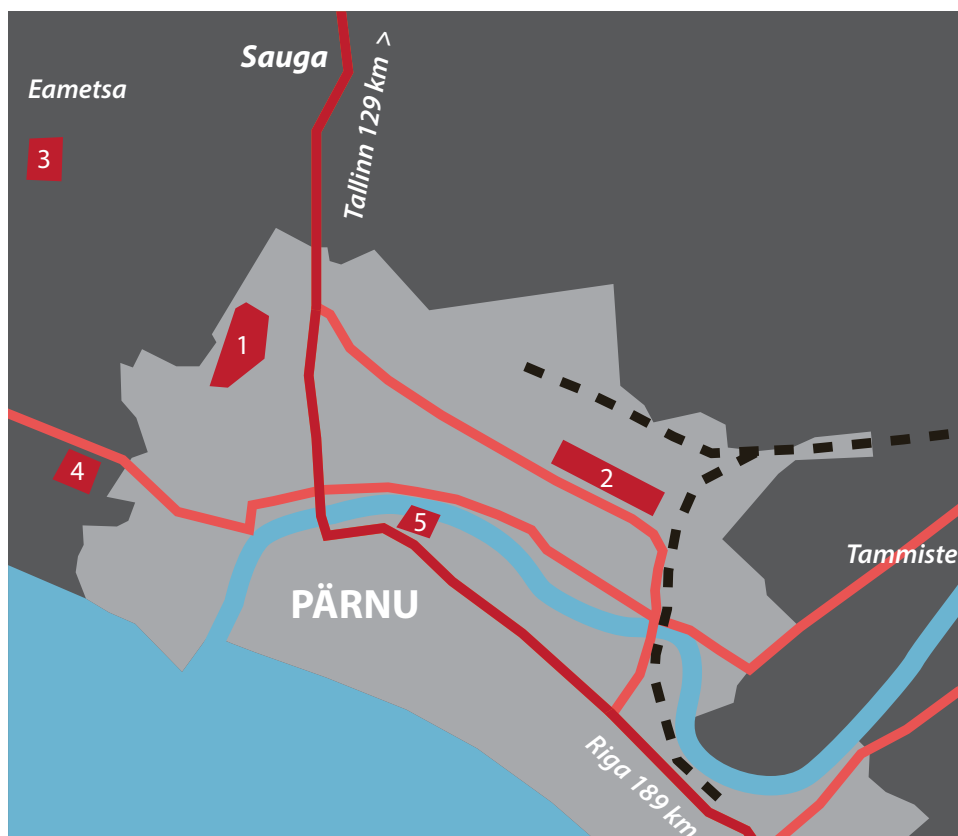 Sauga
Eametsa
Tallinn 129 km >
3
1
4
2
5
Tammiste
PÄRNU
Riga 189 km